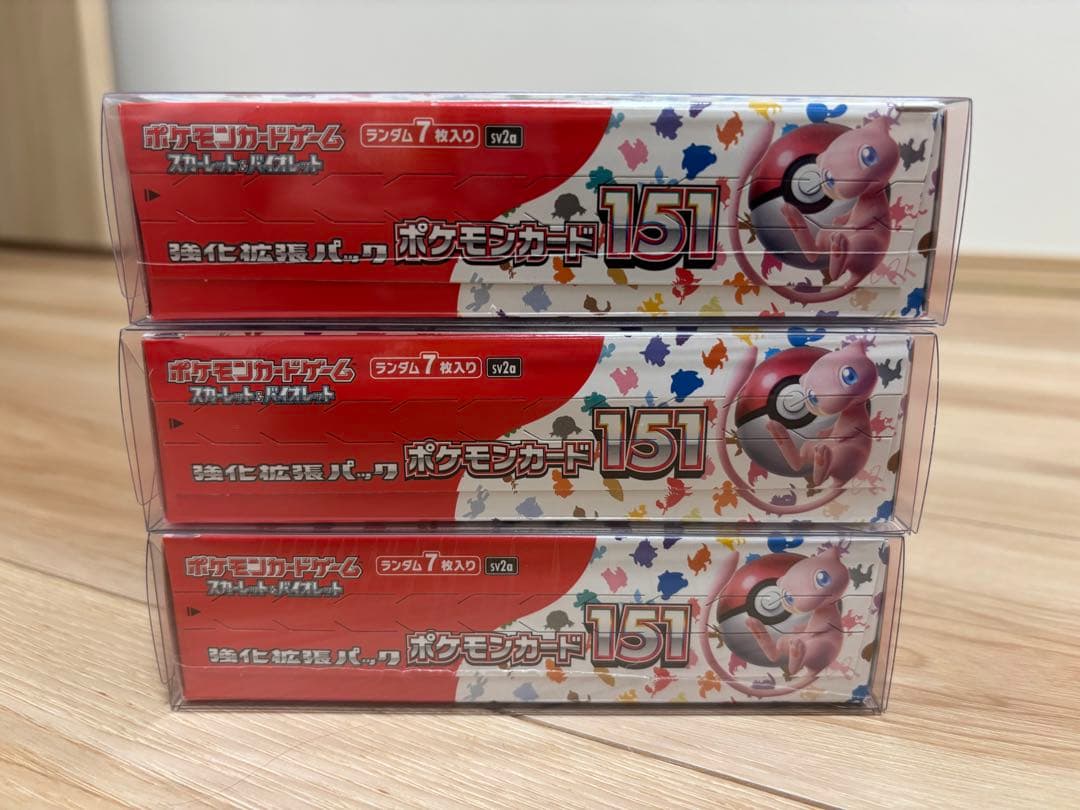 ポケモンカードゲーム
スカーレット&バイオレット
ランダム7枚入り
sv2a
強化拡張パック
ポケモンカード151
ポケモンカードゲーム
スカーレット&バイオレット
ランダム7枚入り
sv2a
強化拡張パック
ポケモンカード151
ポケモンカードゲーム
スカーレット&バイオレット
ランダム7枚入り
sv2a
強化拡張パック
ポケモンカード151